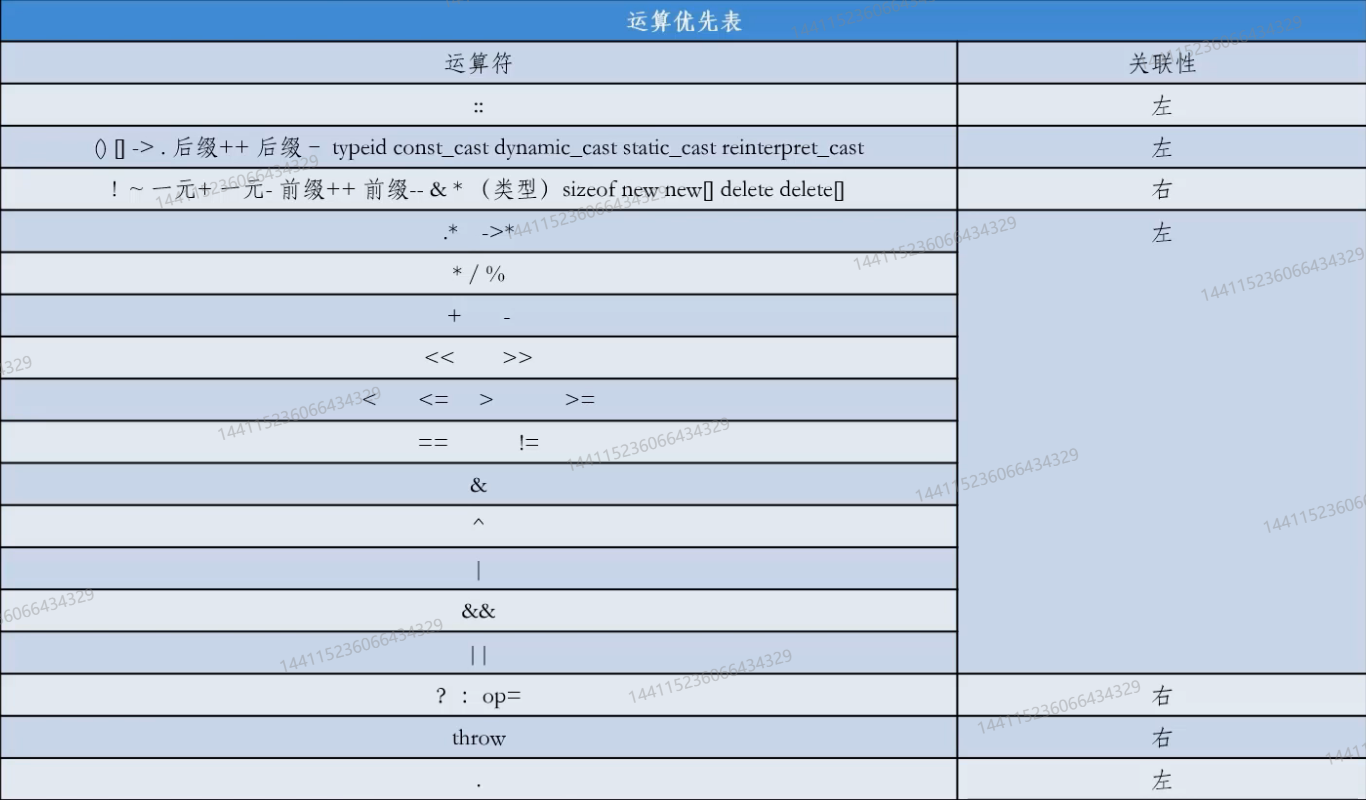 运算优先表
运算符 关联性
:: 左
() [] -> . 后缀++ 后缀– typeid const_cast dynamic_cast static_cast reinterpret_cast 左
! ~ 一元+ 一元- 前缀++ 前缀-- & * （类型）sizeof new new[] delete delete[] 右
.* ->* 左
* / %
+ -
<< >>
< <= > >=
== !=
&
^
|
&&
||
? : op= 右
throw 右
. 左
144115236066434329